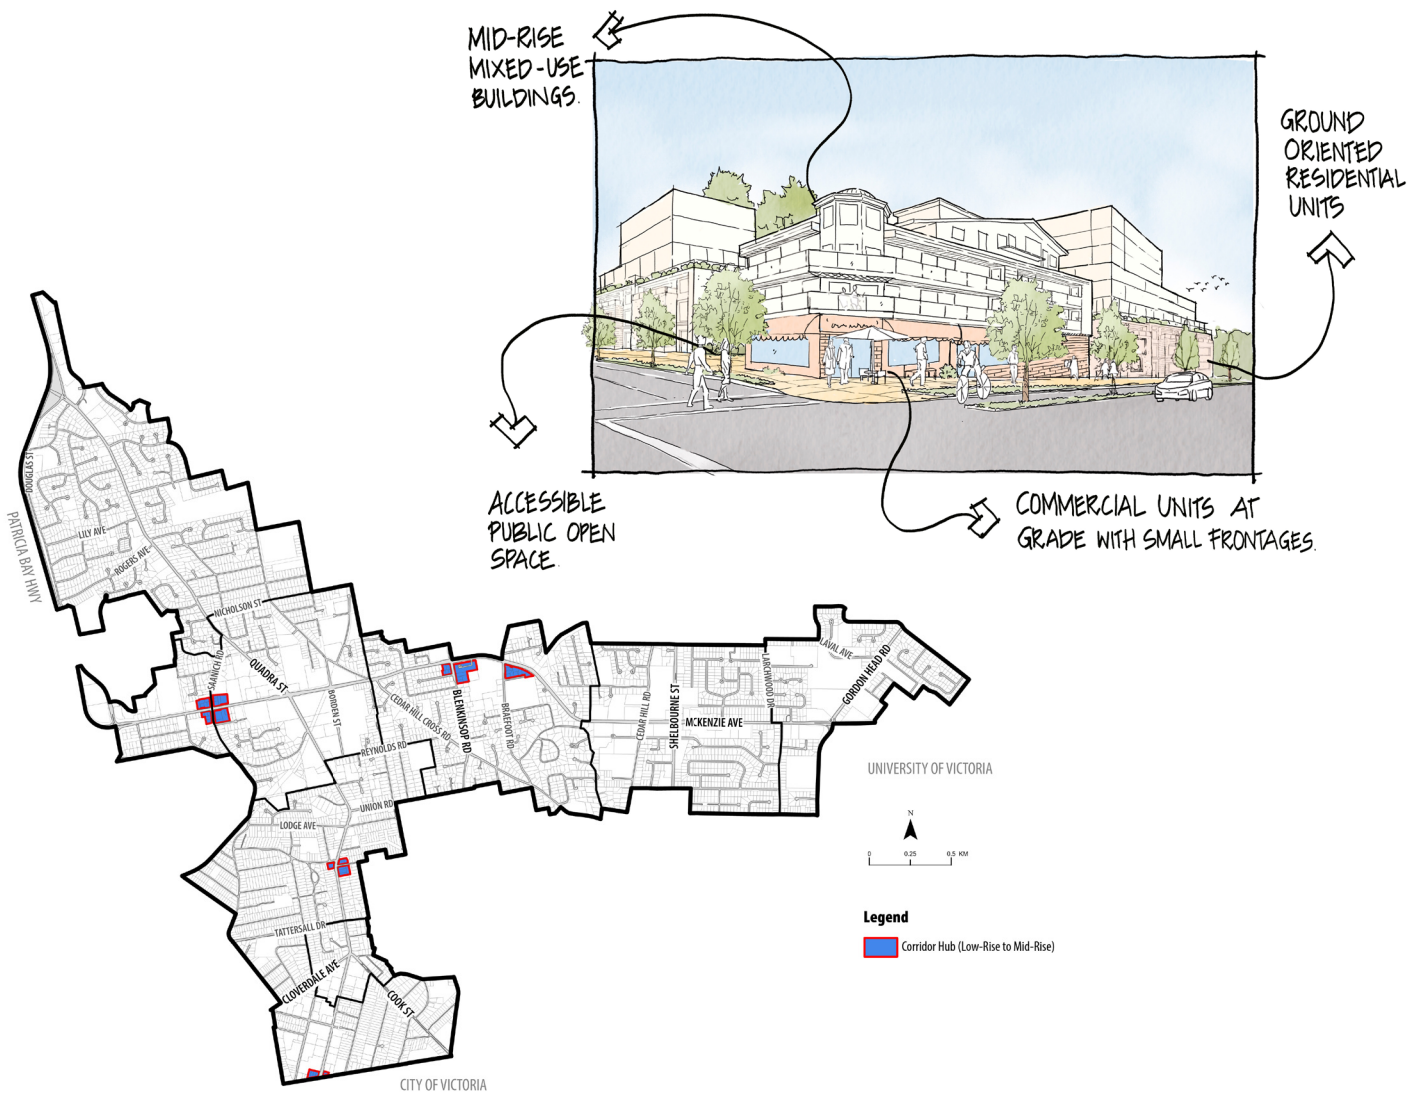 MID-RISE
MIXED-USE
BUILDINGS.
GROUND
ORIENTED
RESIDENTIAL
UNITS
ACCESSIBLE
PUBLIC OPEN
SPACE.
COMMERCIAL UNITS AT
GRADE WITH SMALL FRONTAGES.
DOUGLAS ST
PATRICIA BAY HWY
LILY AVE
ROGERS AVE
NICHOLSON ST
SAANICH RD
QUADRA ST
BORDEN ST
CEDAR HILL CROSS RD
REYNOLDS RD
BLENKINSOP RD
BRAEFOOT RD
CEDAR HILL RD
SHELBOURNE ST
MCKENZIE AVE
LARCHWOOD DR
LAVAL AVE
GORDON HEAD RD
UNIVERSITY OF VICTORIA
UNION RD
LODGE AVE
TATTERSALL DR
CLOVERDALE AVE
COOK ST
CITY OF VICTORIA
N
0 0.25 0.5 KM
Legend
Corridor Hub (Low-Rise to Mid-Rise)